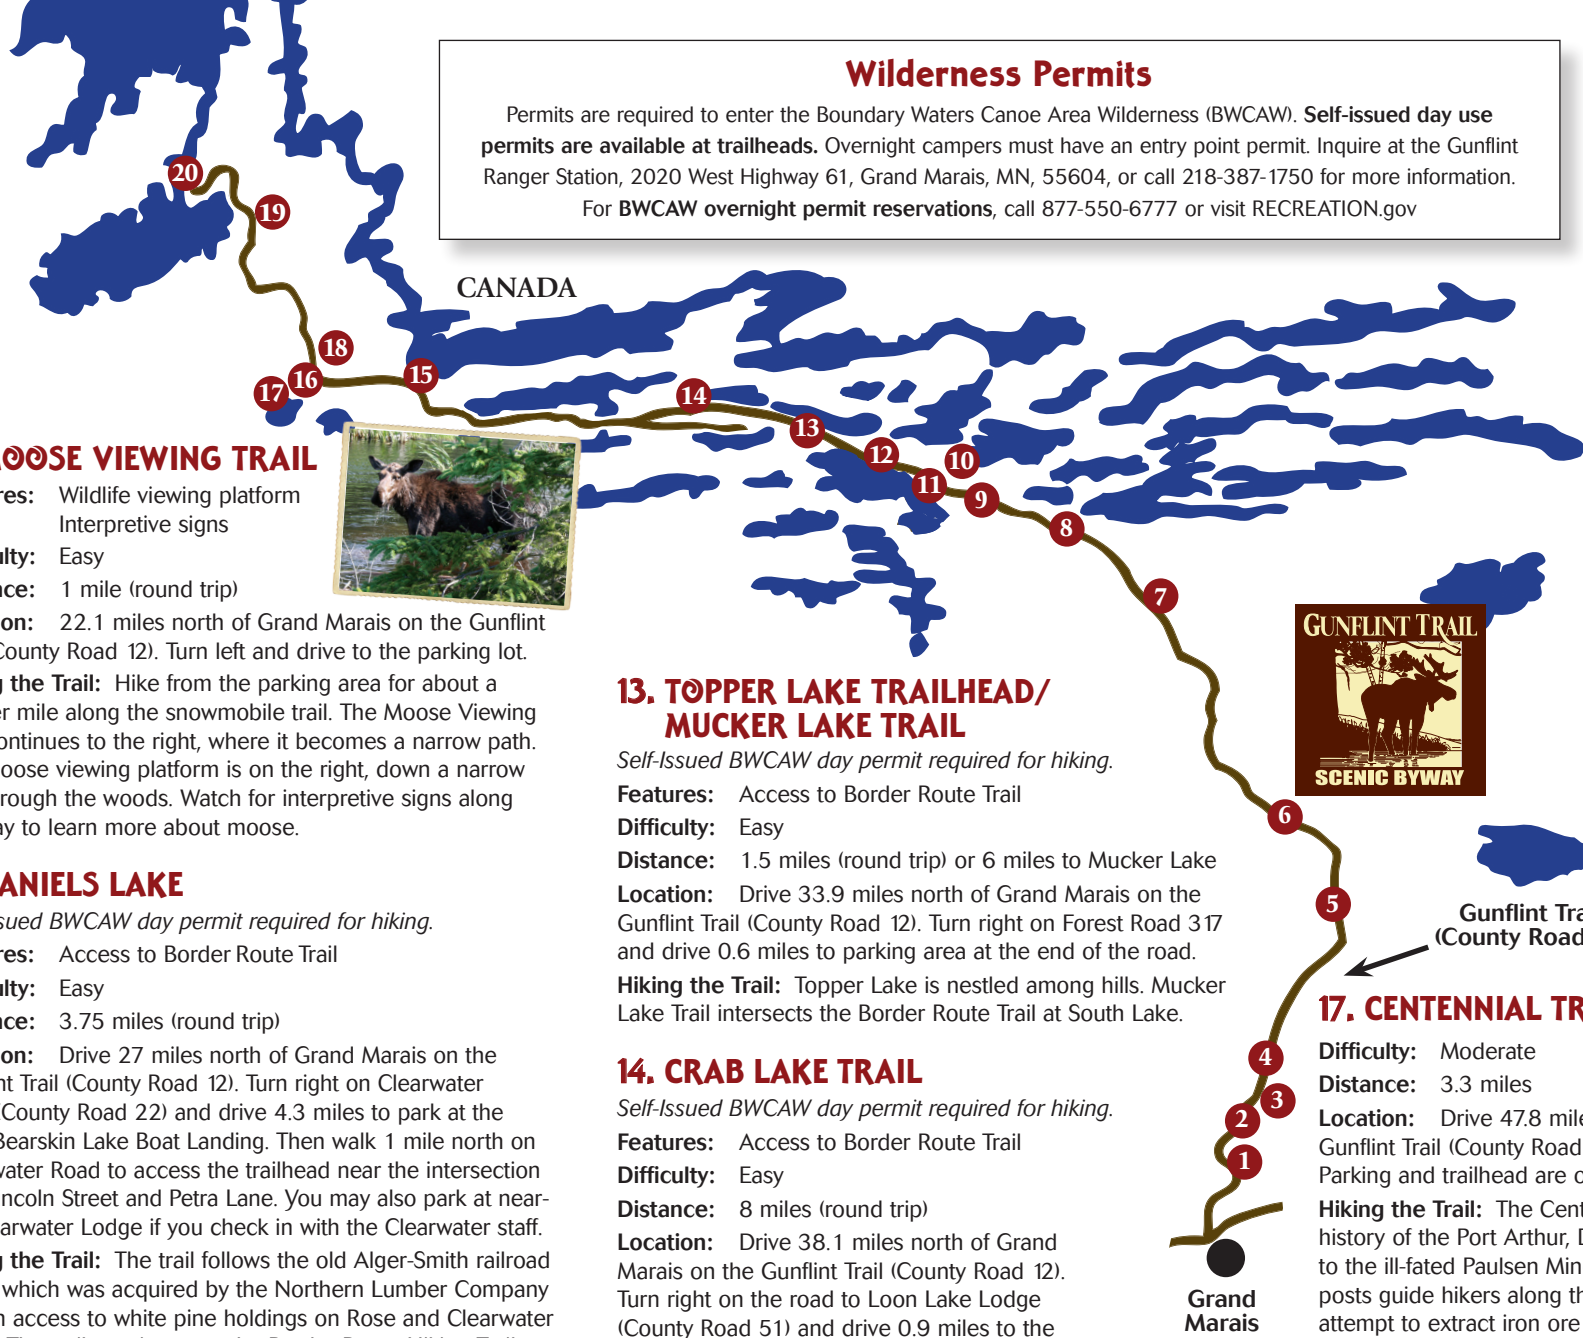 Wilderness Permits
Permits are required to enter the Boundary Waters Canoe Area Wilderness (BWCAW). Self-issued day use
permits are available at trailheads. Overnight campers must have an entry point permit. Inquire at the Gunflint
Ranger Station, 2020 West Highway 61, Grand Marais, MN, 55604, or call 218-387-1750 for more information.
For BWCAW overnight permit reservations, call 877-550-6777 or visit RECREATION.gov
20
19
CANADA
18
17
16
15
14
13
12
11
10
9
8
7
6
5
4
3
2
1
GUNFLINT TRAIL
SCENIC BYWAY
Gunflint Tra
(County Road
Grand
Marais
OOSE VIEWING TRAIL
res: Wildlife viewing platform
Interpretive signs
lty: Easy
ce: 1 mile (round trip)
on: 22.1 miles north of Grand Marais on the Gunflint
County Road 12). Turn left and drive to the parking lot.
g the Trail: Hike from the parking area for about a
er mile along the snowmobile trail. The Moose Viewing
ontinues to the right, where it becomes a narrow path.
oose viewing platform is on the right, down a narrow
rough the woods. Watch for interpretive signs along
ay to learn more about moose.
ANIELS LAKE
sued BWCAW day permit required for hiking.
res: Access to Border Route Trail
lty: Easy
ce: 3.75 miles (round trip)
on: Drive 27 miles north of Grand Marais on the
nt Trail (County Road 12). Turn right on Clearwater
(County Road 22) and drive 4.3 miles to park at the
Bearskin Lake Boat Landing. Then walk 1 mile north on
water Road to access the trailhead near the intersection
incoln Street and Petra Lane. You may also park at near-
arwater Lodge if you check in with the Clearwater staff.
g the Trail: The trail follows the old Alger-Smith railroad
which was acquired by the Northern Lumber Company
n access to white pine holdings on Rose and Clearwater
13. TOPPER LAKE TRAILHEAD/
MUCKER LAKE TRAIL
Self-Issued BWCAW day permit required for hiking.
Features: Access to Border Route Trail
Difficulty: Easy
Distance: 1.5 miles (round trip) or 6 miles to Mucker Lake
Location: Drive 33.9 miles north of Grand Marais on the
Gunflint Trail (County Road 12). Turn right on Forest Road 317
and drive 0.6 miles to parking area at the end of the road.
Hiking the Trail: Topper Lake is nestled among hills. Mucker
Lake Trail intersects the Border Route Trail at South Lake.
14. CRAB LAKE TRAIL
Self-Issued BWCAW day permit required for hiking.
Features: Access to Border Route Trail
Difficulty: Easy
Distance: 8 miles (round trip)
Location: Drive 38.1 miles north of Grand
Marais on the Gunflint Trail (County Road 12).
Turn right on the road to Loon Lake Lodge
(County Road 51) and drive 0.9 miles to the
17. CENTENNIAL TR
Difficulty: Moderate
Distance: 3.3 miles
Location: Drive 47.8 mile
Gunflint Trail (County Road
Parking and trailhead are o
Hiking the Trail: The Cent
history of the Port Arthur, D
to the ill-fated Paulsen Min
posts guide hikers along th
attempt to extract iron ore